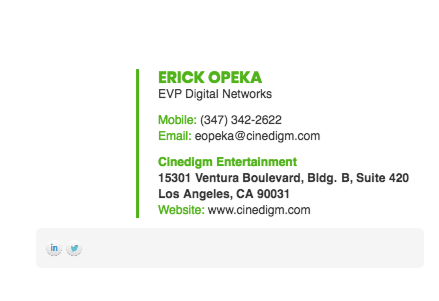 ERICK OPEKA
EVP Digital Networks
Mobile: (347) 342-2622
Email: eopeka@cinedigm.com
Cinedigm Entertainment
15301 Ventura Boulevard, Bldg. B, Suite 420
Los Angeles, CA 90031
Website: www.cinedigm.com
in